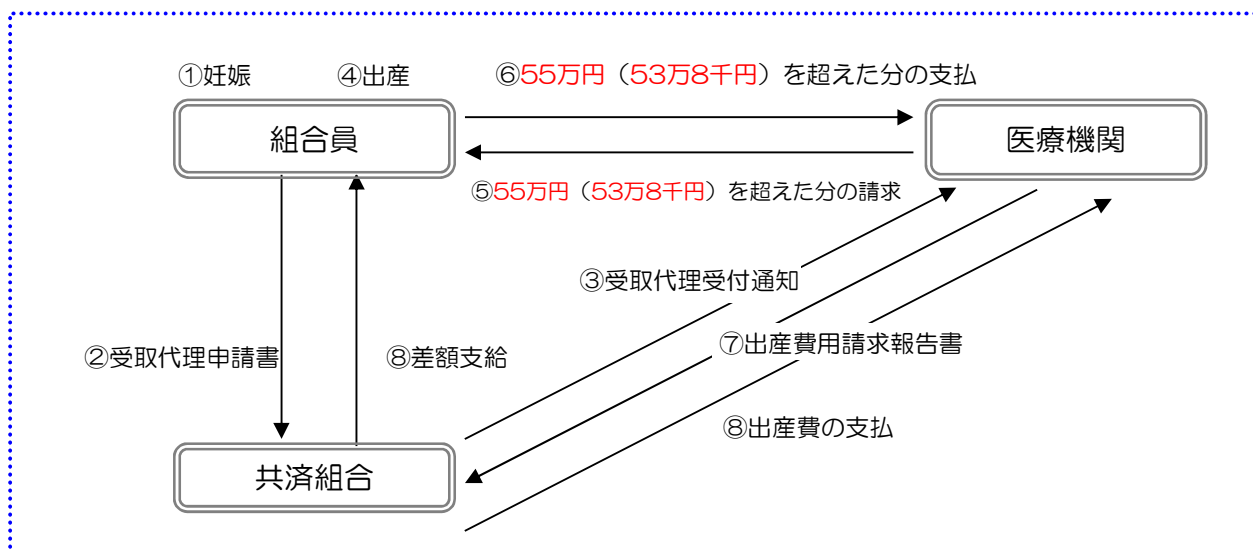 ①妊娠
④出産
⑥55万円（53万8千円）を超えた分の支払
組合員
医療機関
⑤55万円（53万8千円）を超えた分の請求
③受取代理受付通知
②受取代理申請書
⑧差額支給
⑦出産費用請求報告書
⑧出産費の支払
共済組合